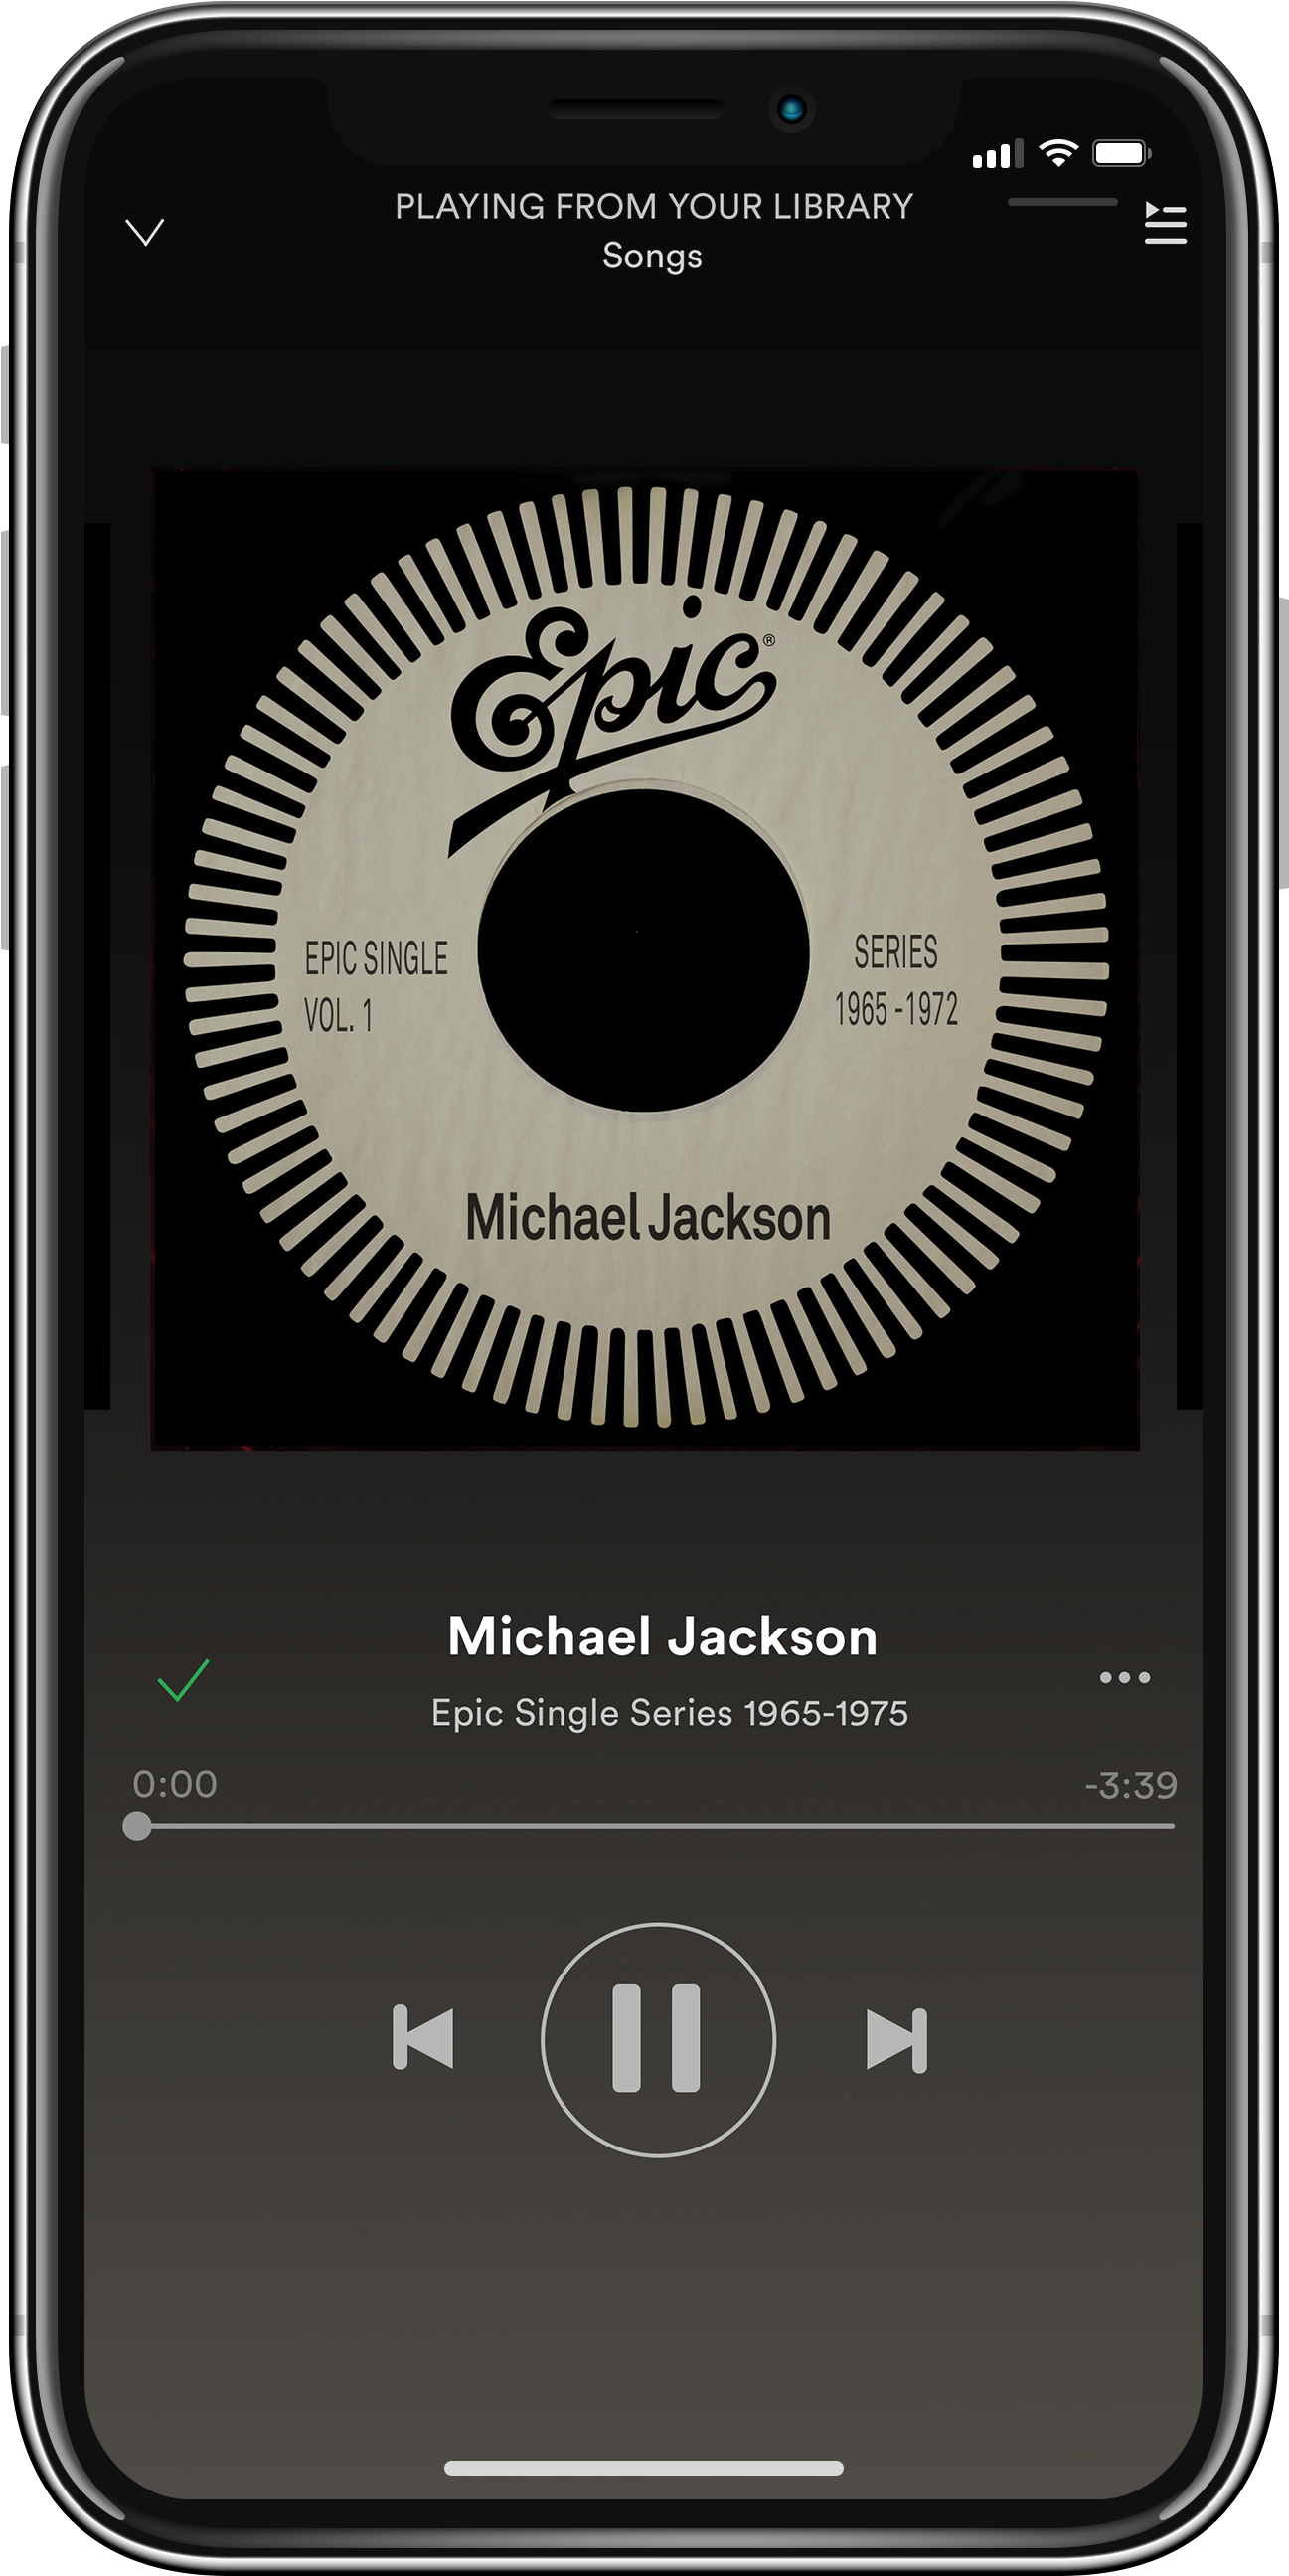 PLAYING FROM YOUR LIBRARY
Songs
Epic®
EPIC SINGLE
VOL. 1
SERIES
1965 -1972
Michael Jackson
Michael Jackson
Epic Single Series 1965-1975
0:00
-3:39